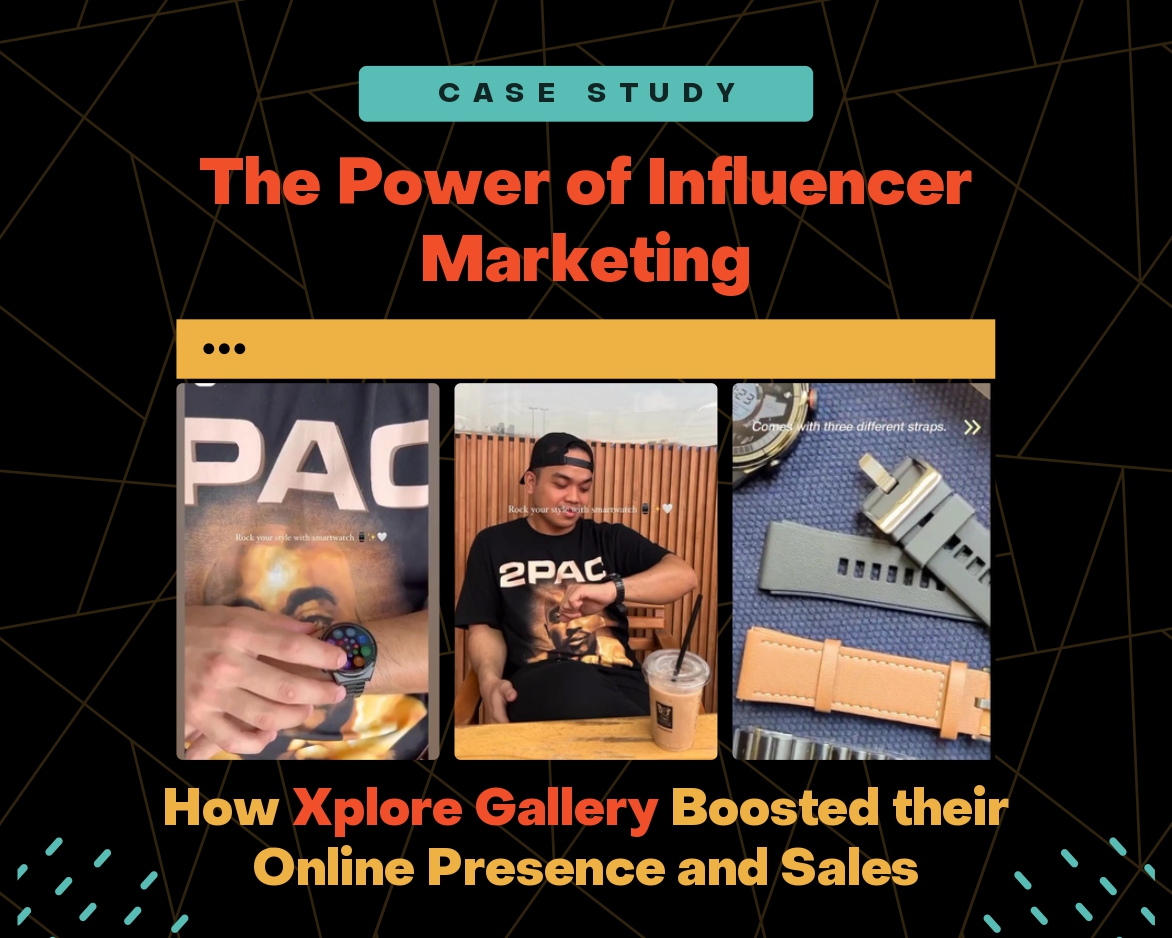 CASE STUDY
The Power of Influencer
Marketing
PAC
Rock your style with smartwatch
Rock your style with smartwatch
2PAC
Comes with three different straps.
How Xplore Gallery Boosted their
Online Presence and Sales